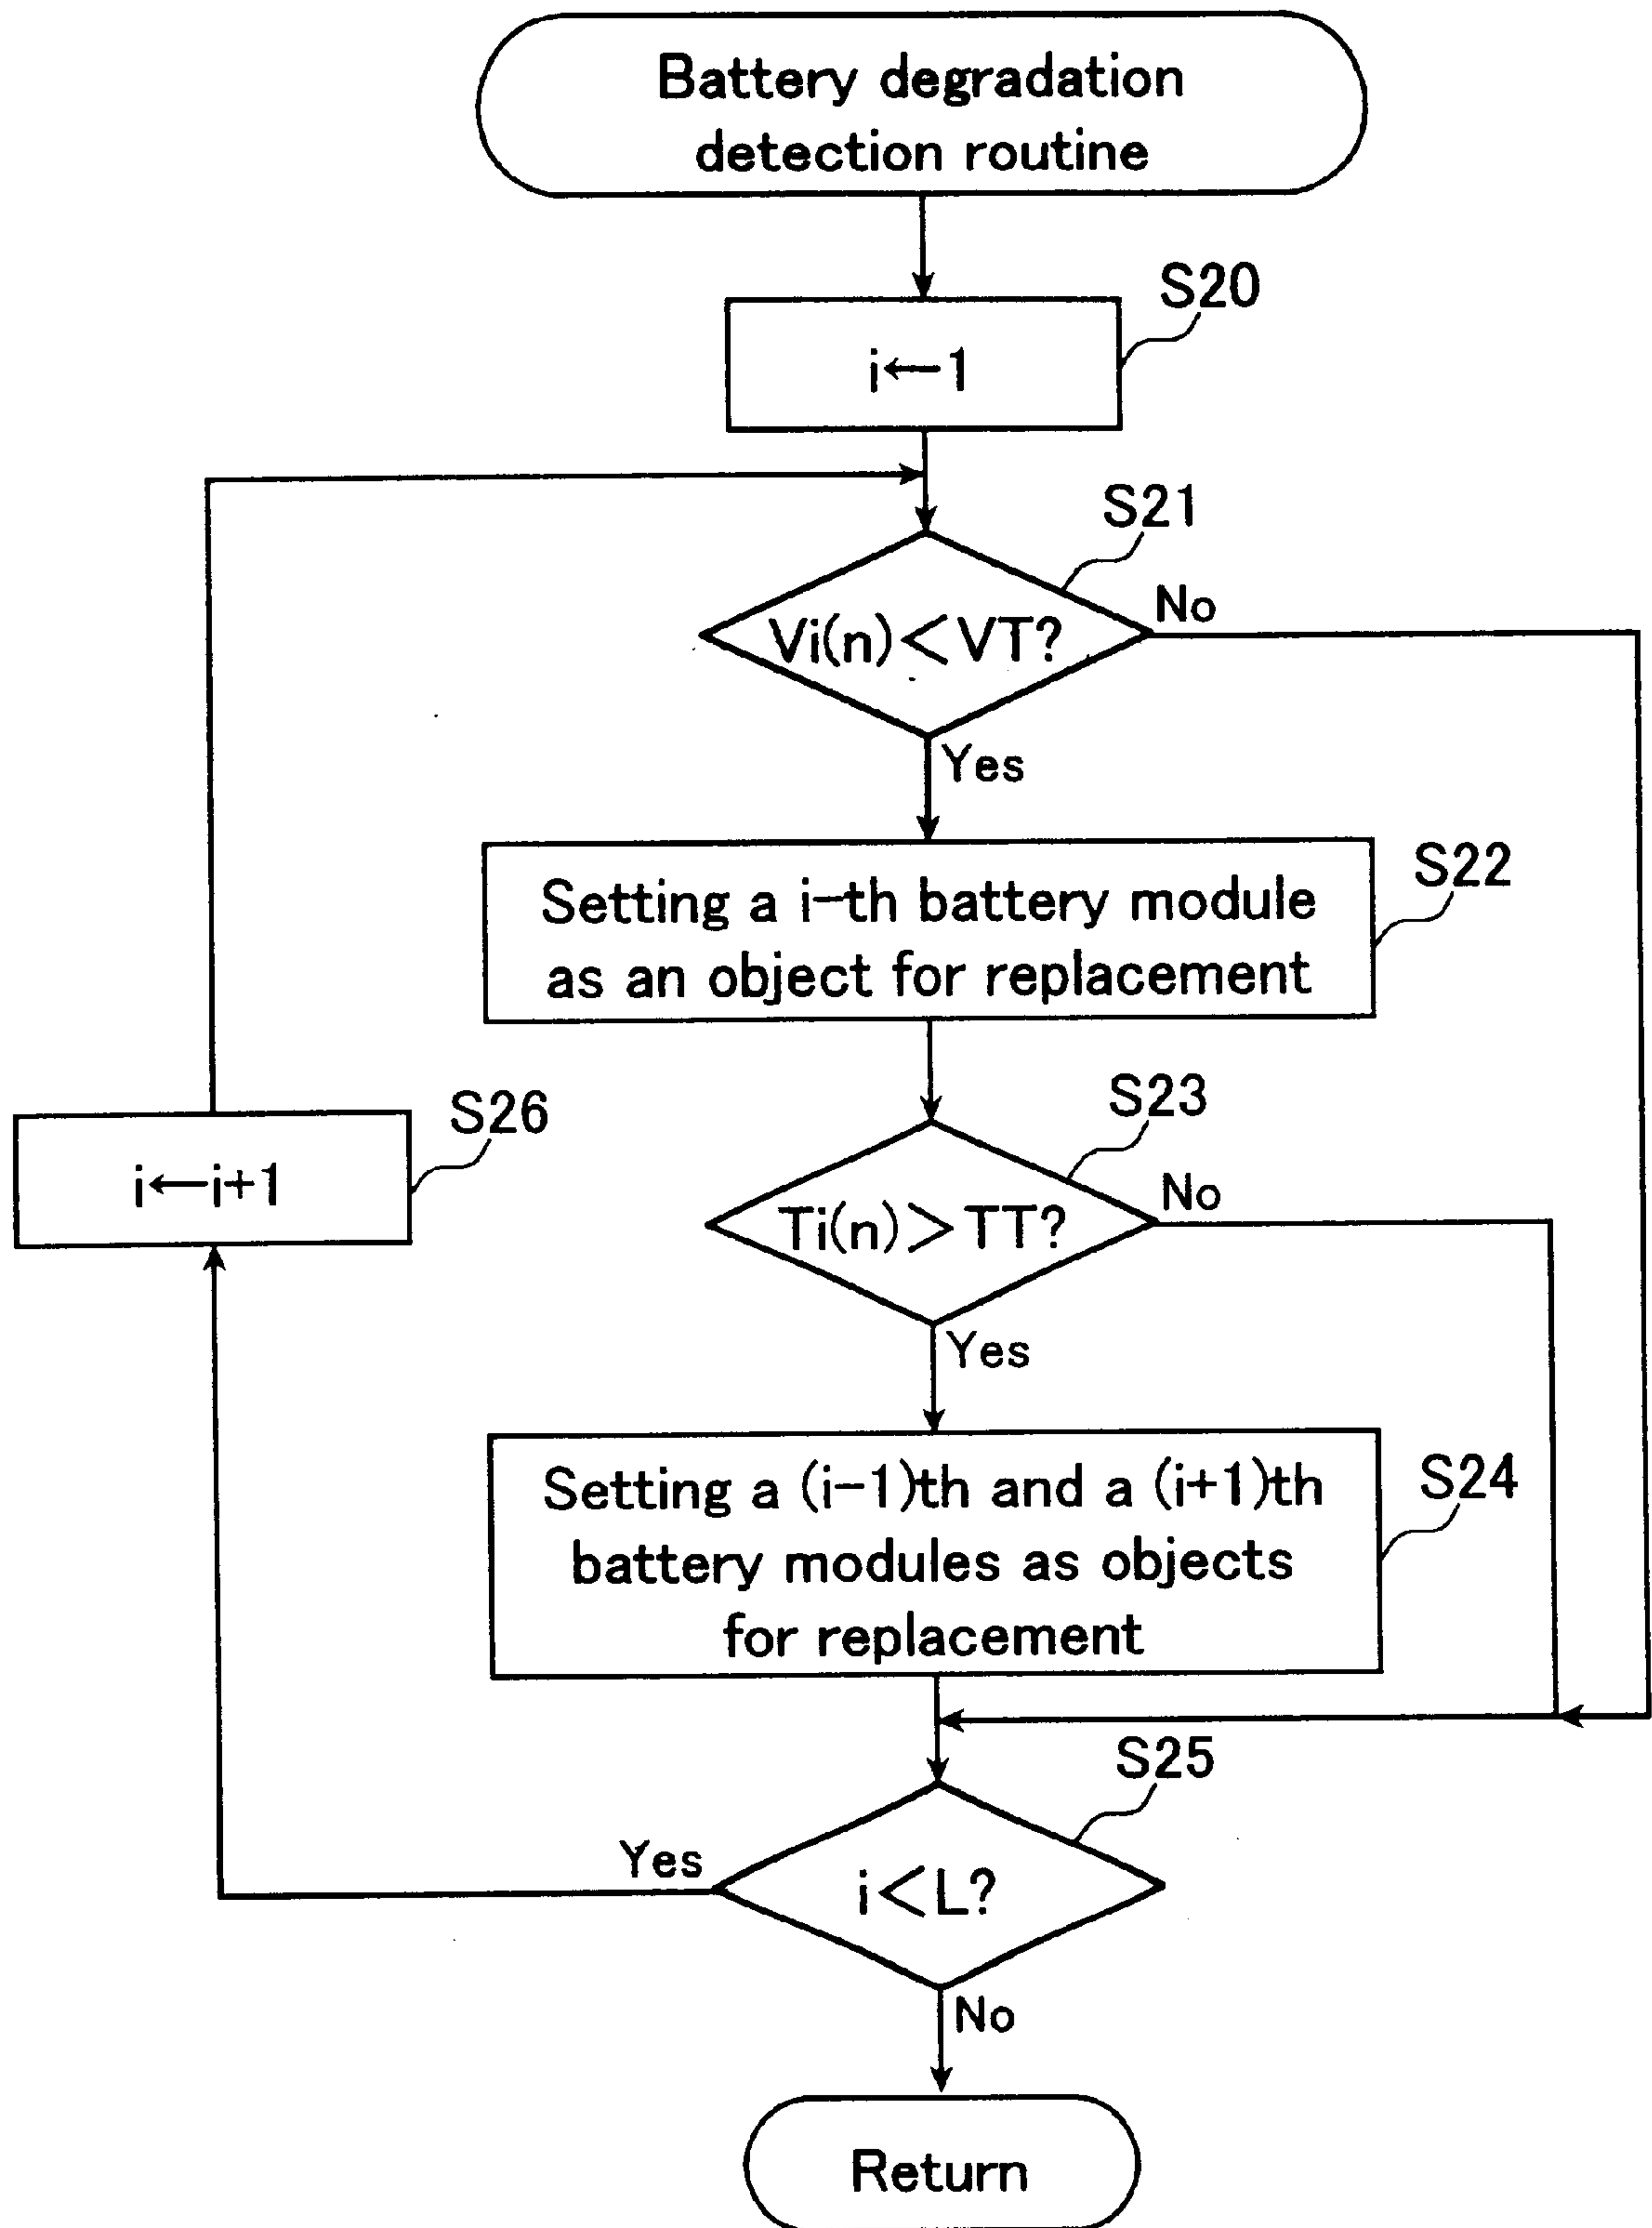 Battery degradation
detection routine
S20
i←1
S21
Vi(n)<VT?
No
Yes
S22
Setting a i-th battery module
as an object for replacement
S23
Ti(n)>TT?
No
Yes
S26
i←i+1
S24
Setting a (i-1)th and a (i+1)th
battery modules as objects
for replacement
S25
i<L?
Yes
No
Return